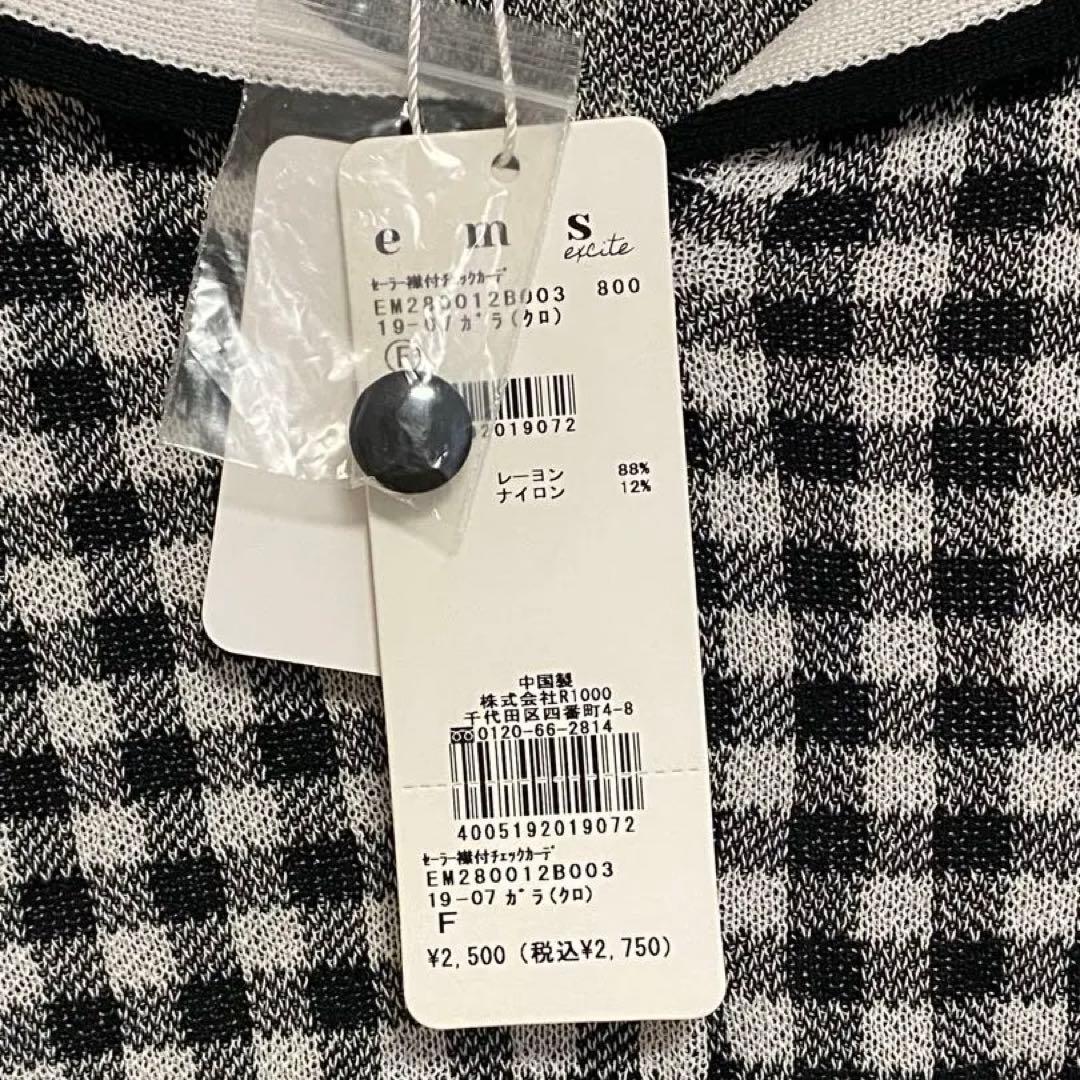 e m s
excite
ｾｰﾗｰ襟付ﾁｪｯｸｶｰﾃﾞ
EM280012B003 800
19-07 ｶﾞﾗ(ｸﾛ)
F
2019072
レーヨン 88%
ナイロン 12%
中国製
株式会社R1000
千代田区四番町4-8
0120-66-2814
4005192019072
ｾｰﾗｰ襟付ﾁｪｯｸｶｰﾃﾞ
EM280012B003
19-07 ｶﾞﾗ(ｸﾛ)
F
¥2,500 (税込¥2,750)